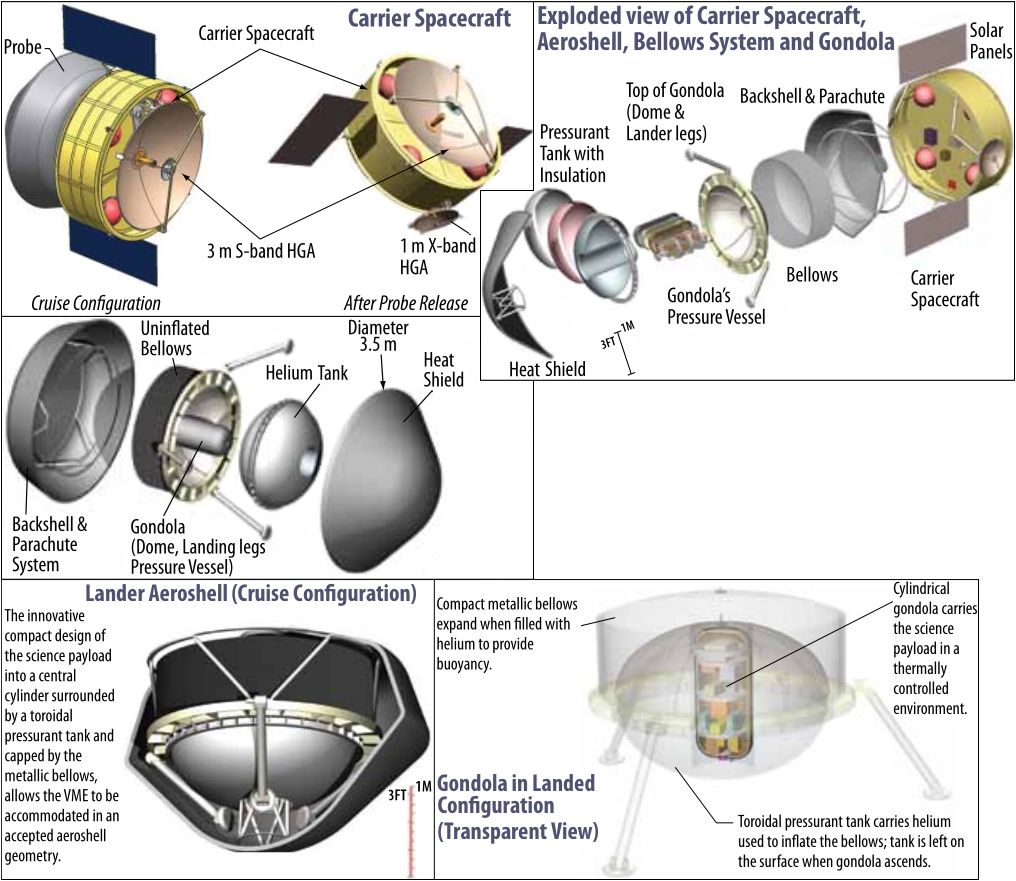 Carrier Spacecraft
Probe
Carrier Spacecraft
3 m S-band HGA
1 m X-band
HGA
Cruise Configuration
After Probe Release
Exploded view of Carrier Spacecraft,
Aeroshell, Bellows System and Gondola
Solar
Panels
Top of Gondola
(Dome &
Lander legs)
Backshell & Parachute
Pressurant
Tank with
Insulation
Bellows
Gondola's
Pressure Vessel
Carrier
Spacecraft
1M
3FT
Heat Shield
Uninflated
Bellows
Diameter
3.5 m
Helium Tank
Heat
Shield
Backshell &
Parachute
System
Gondola
(Dome, Landing legs
Pressure Vessel)
Lander Aeroshell (Cruise Configuration)
The innovative
compact design of
the science payload
into a central
cylinder surrounded
by a toroidal
pressurant tank and
capped by the
metallic bellows,
allows the VME to be
accommodated in an
accepted aeroshell
geometry.
1M
3FT
Compact metallic bellows
expand when filled with
helium to provide
buoyancy.
Cylindrical
gondola carries
the science
payload in a
thermally
controlled
environment.
Gondola in Landed
Configuration
(Transparent View)
Toroidal pressurant tank carries helium
used to inflate the bellows; tank is left on
the surface when gondola ascends.